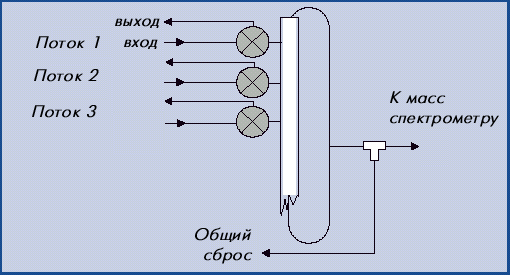 выход
Поток 1 вход
Поток 2
Поток 3
К масс
спектрометру
Общий
сброс